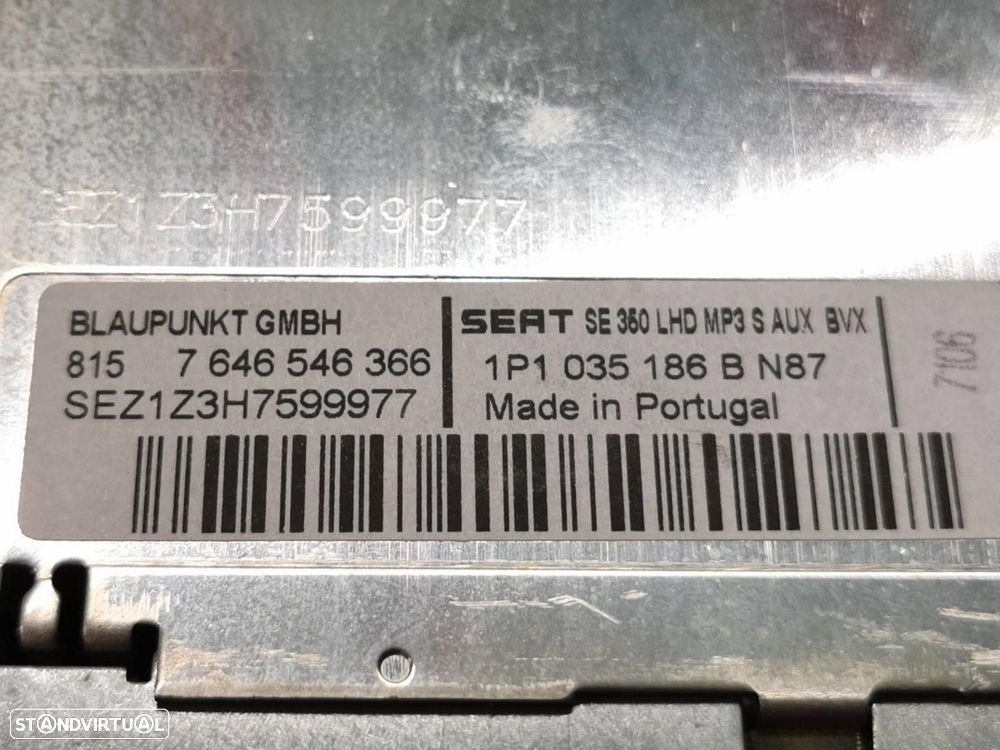 SEZ1Z3H7599977
BLAUPUNKT GMBH
815 7 646 546 366
SEZ1Z3H7599977
SEAT SE 350 LHD MP3 S AUX BVX
1P1 035 186 B N87
Made in Portugal
7106
STANDVIRTUAL